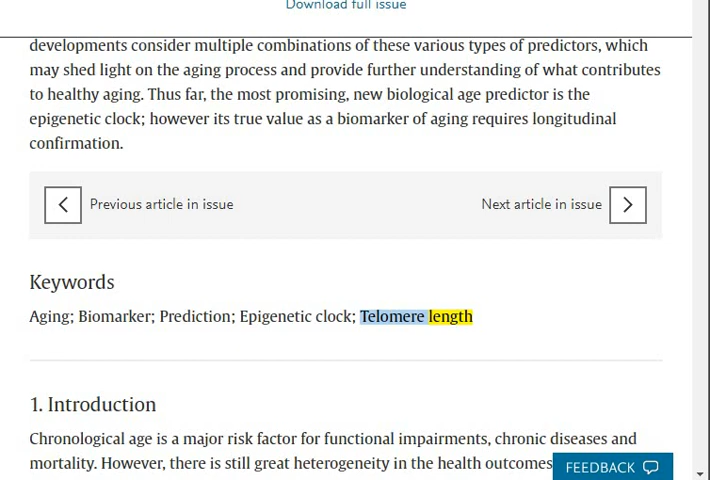 Download full issue
developments consider multiple combinations of these various types of predictors, which
may shed light on the aging process and provide further understanding of what contributes
to healthy aging. Thus far, the most promising, new biological age predictor is the
epigenetic clock; however its true value as a biomarker of aging requires longitudinal
confirmation.
Previous article in issue
Next article in issue
Keywords
Aging; Biomarker; Prediction; Epigenetic clock; Telomere length
1. Introduction
Chronological age is a major risk factor for functional impairments, chronic diseases and
mortality. However, there is still great heterogeneity in the health outcomes
FEEDBACK